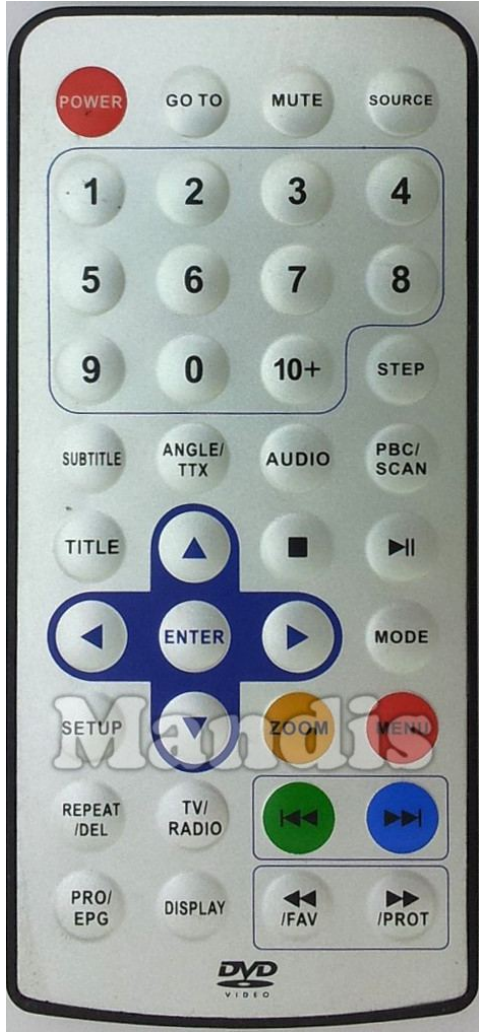 POWER GO TO MUTE SOURCE
1 2 3 4
5 6 7 8
9 0 10+ STEP
SUBTITLE ANGLE/
TTX AUDIO PBC/
SCAN
TITLE
ENTER MODE
SETUP ZOOM MENU
Mandis
REPEAT
/DEL TV/
RADIO
PRO/
EPG DISPLAY /FAV /PROT
DVD
VIDEO